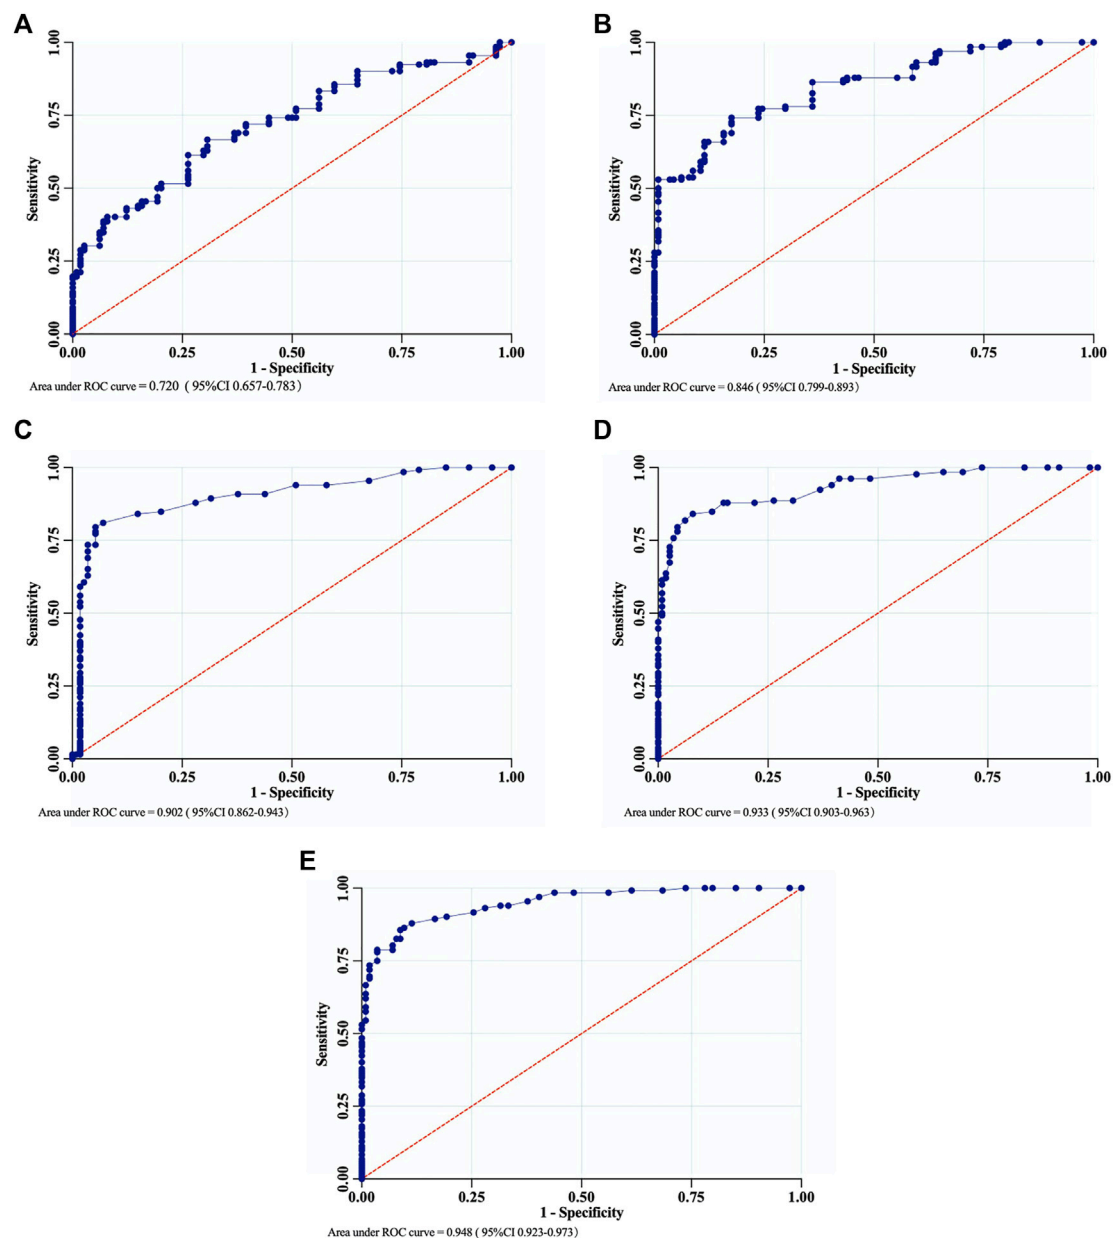 A
1.00
0.75
Sensitivity
0.50
0.25
0.00
0.00 0.25 0.50 0.75 1.00
1 - Specificity
Area under ROC curve = 0.720 ( 95%CI 0.657-0.783)
B
1.00
0.75
Sensitivity
0.50
0.25
0.00
0.00 0.25 0.50 0.75 1.00
1 - Specificity
Area under ROC curve = 0.846 ( 95%CI 0.799-0.893)
C
1.00
0.75
Sensitivity
0.50
0.25
0.00
0.00 0.25 0.50 0.75 1.00
1 - Specificity
Area under ROC curve = 0.902 ( 95%CI 0.862-0.943)
D
1.00
0.75
Sensitivity
0.50
0.25
0.00
0.00 0.25 0.50 0.75 1.00
1 - Specificity
Area under ROC curve = 0.933 ( 95%CI 0.903-0.963)
E
1.00
0.75
Sensitivity
0.50
0.25
0.00
0.00 0.25 0.50 0.75 1.00
1 - Specificity
Area under ROC curve = 0.948 ( 95%CI 0.923-0.973)